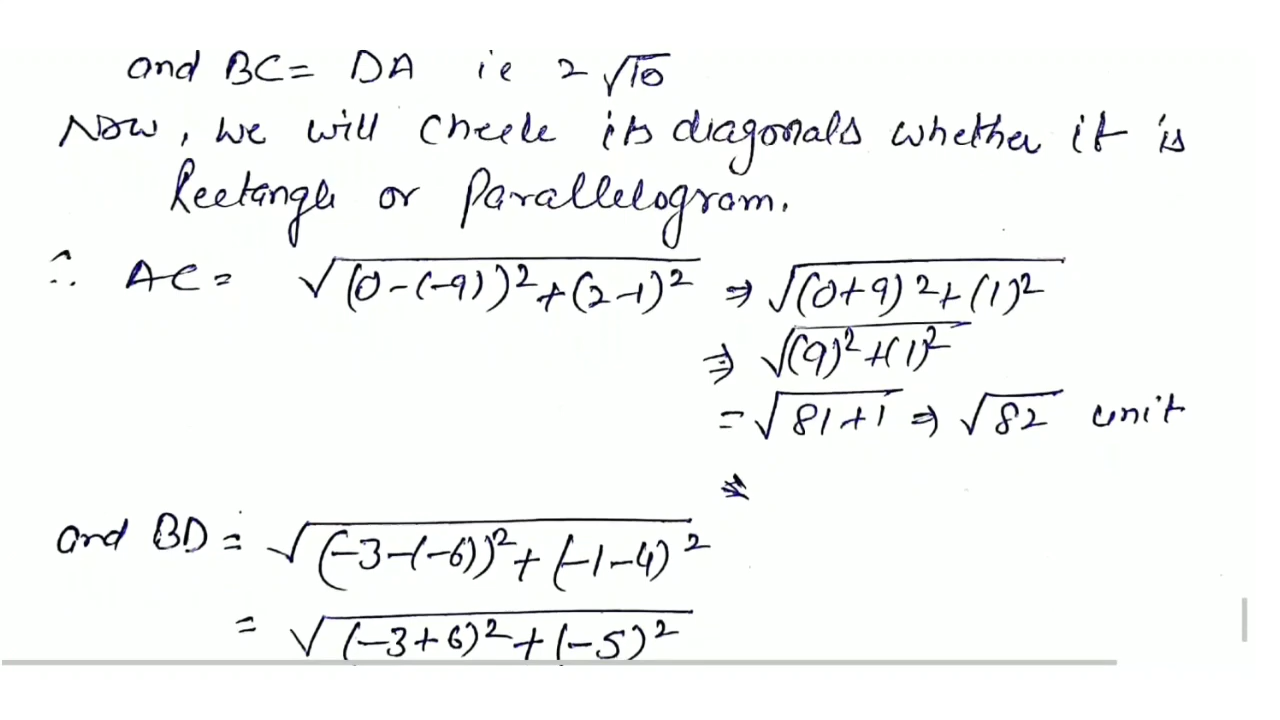 and BC = DA ie 2 √10
Now, we will check its diagonals whether it is
Rectangle or Parallelogram.
∴ AC = √(0-(-9))²+(2-1)² ⇒ √(0+9)²+(1)²
⇒ √(9)²+(1)²
= √81+1 ⇒ √82 unit
and BD = √(-3-(-6))²+(-1-4)²
= √(-3+6)²+(-5)²